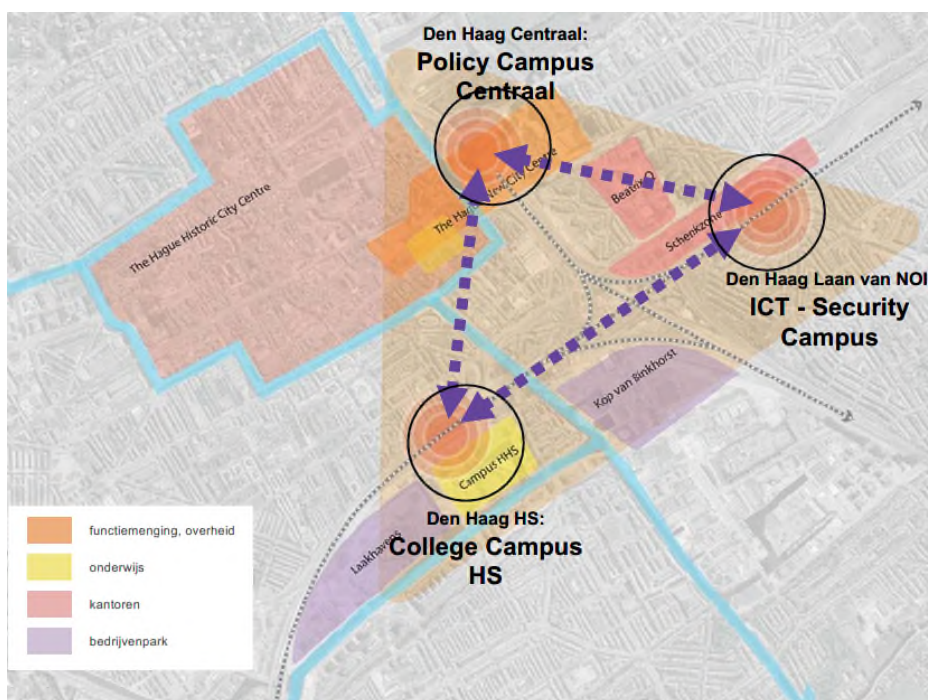 Den Haag Centraal:
Policy Campus
Centraal
The Hague Historic City Centre
The Hague New City Centre
Beatrix Q
Schenkzone
Den Haag Laan van NOI
ICT - Security
Campus
Kop van Binkhorst
Campus HHS
Den Haag HS:
College Campus
HS
Laakhavens
functiemenging, overheid
onderwijs
kantoren
bedrijvenpark